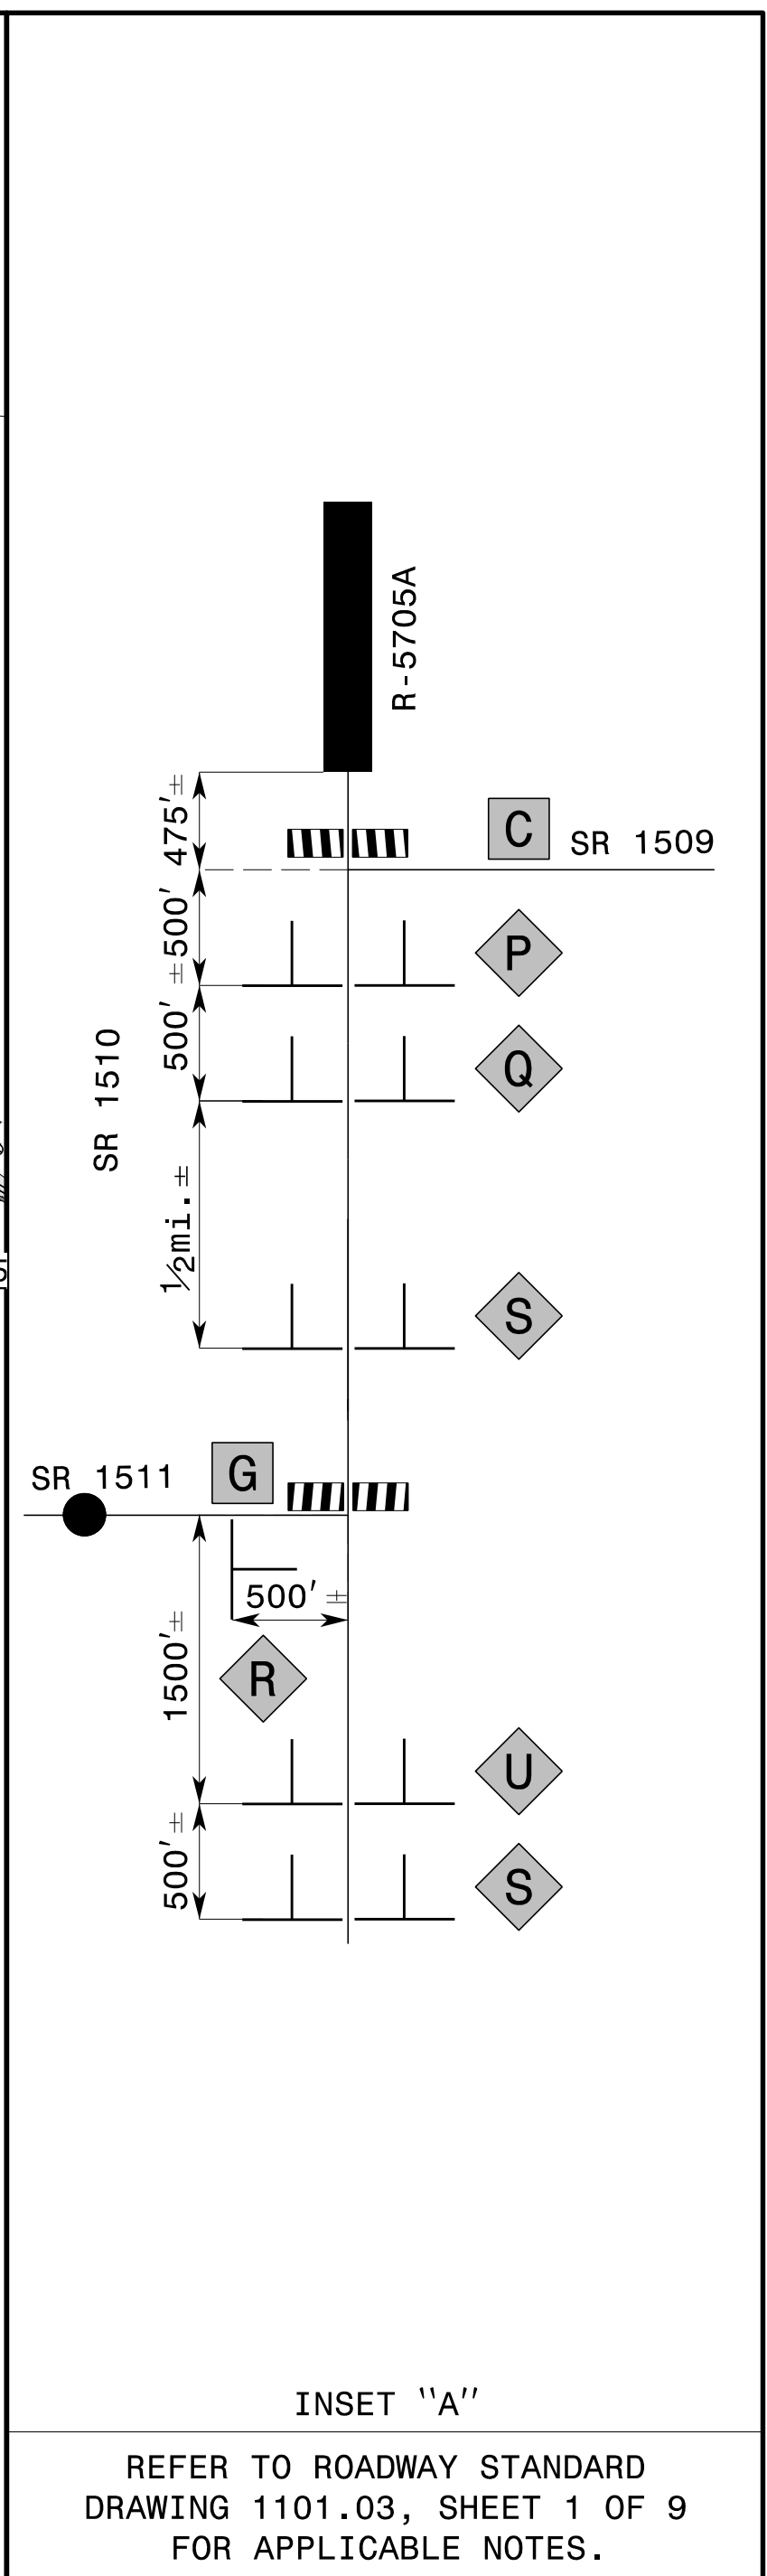 R-5705A
475'±
C
SR 1509
±500'
P
500'
Q
SR 1510
½mi.±
S
SR 1511
G
500'±
1500'±
R
U
500'±
S
INSET "A"
REFER TO ROADWAY STANDARD
DRAWING 1101.03, SHEET 1 OF 9
FOR APPLICABLE NOTES.